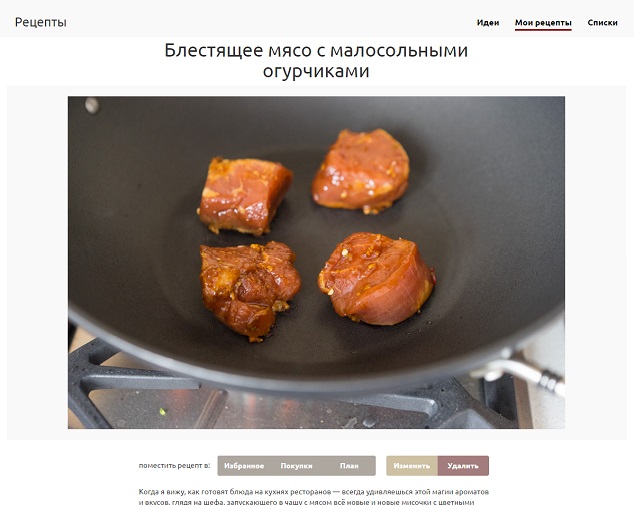 Рецепты
Идеи Мои рецепты Списки
Блестящее мясо с малосольными
огурчиками
поместить рецепт в: Избранное Покупки План Изменить Удалить
Когда я вижу, как готовят блюда на кухнях ресторанов — всегда удивляешься этой магии ароматов
и вкусов, глядя на шефа, запускающего в чашу с мясом всё новые и новые мисочки с цветными